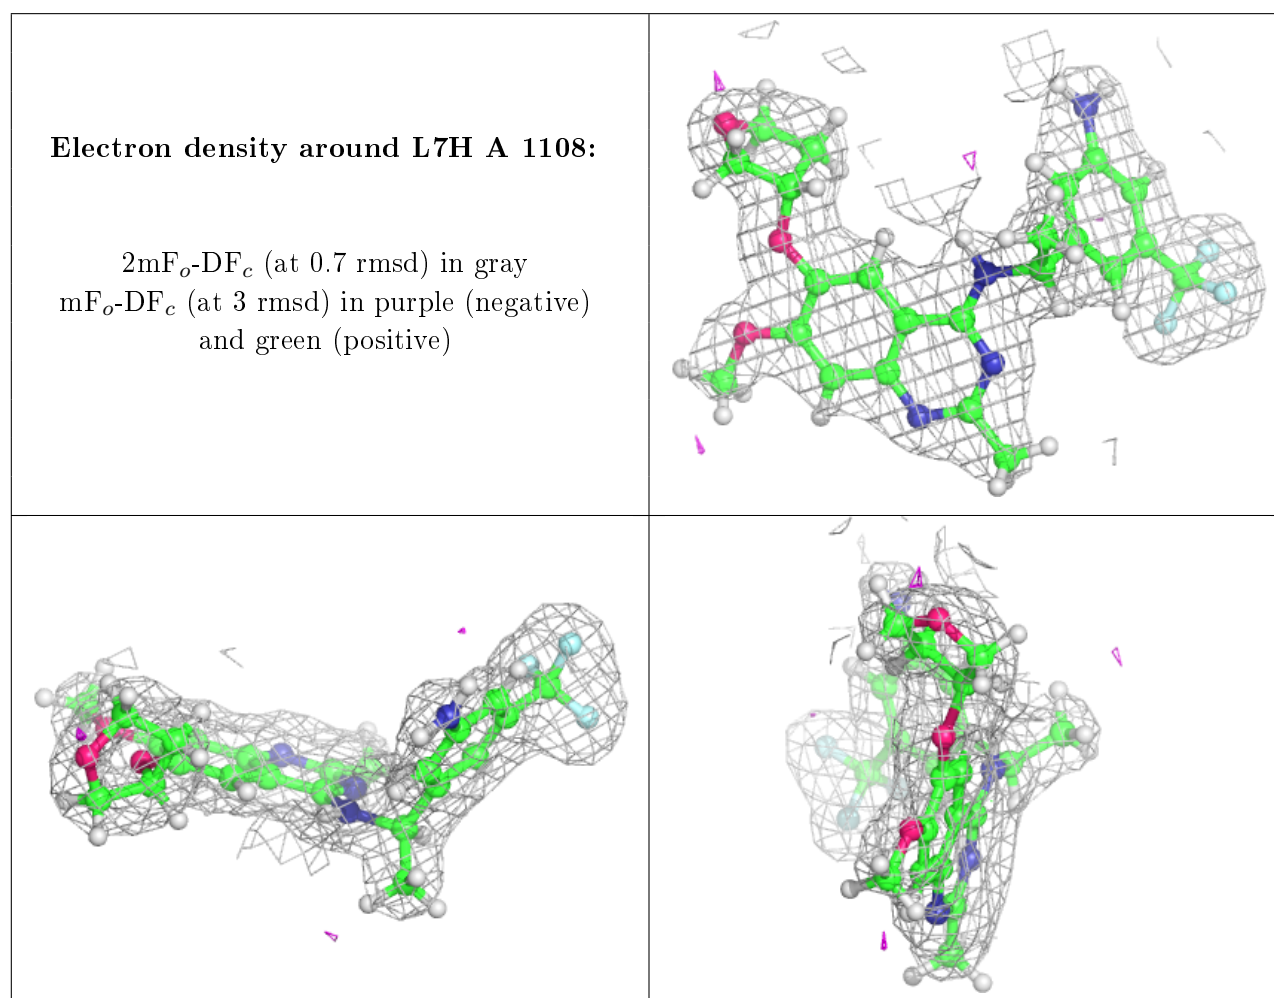 Electron density around L7H A 1108:
2mFo-DFc (at 0.7 rmsd) in gray
mFo-DFc (at 3 rmsd) in purple (negative)
and green (positive)